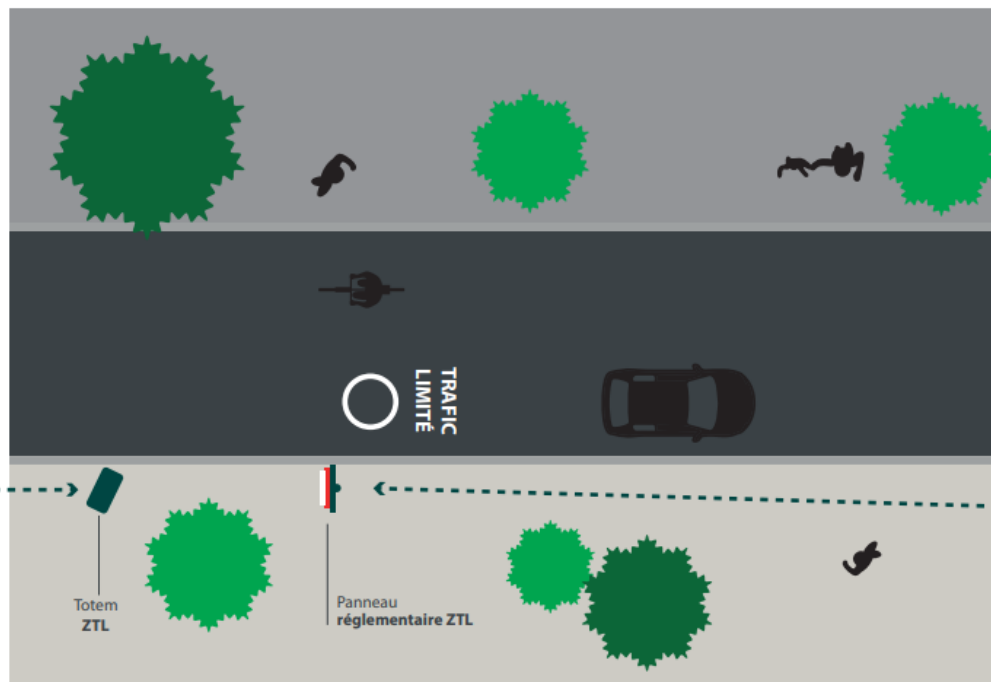 TRAFIC
LIMITÉ
Totem
ZTL
Panneau
réglementaire ZTL